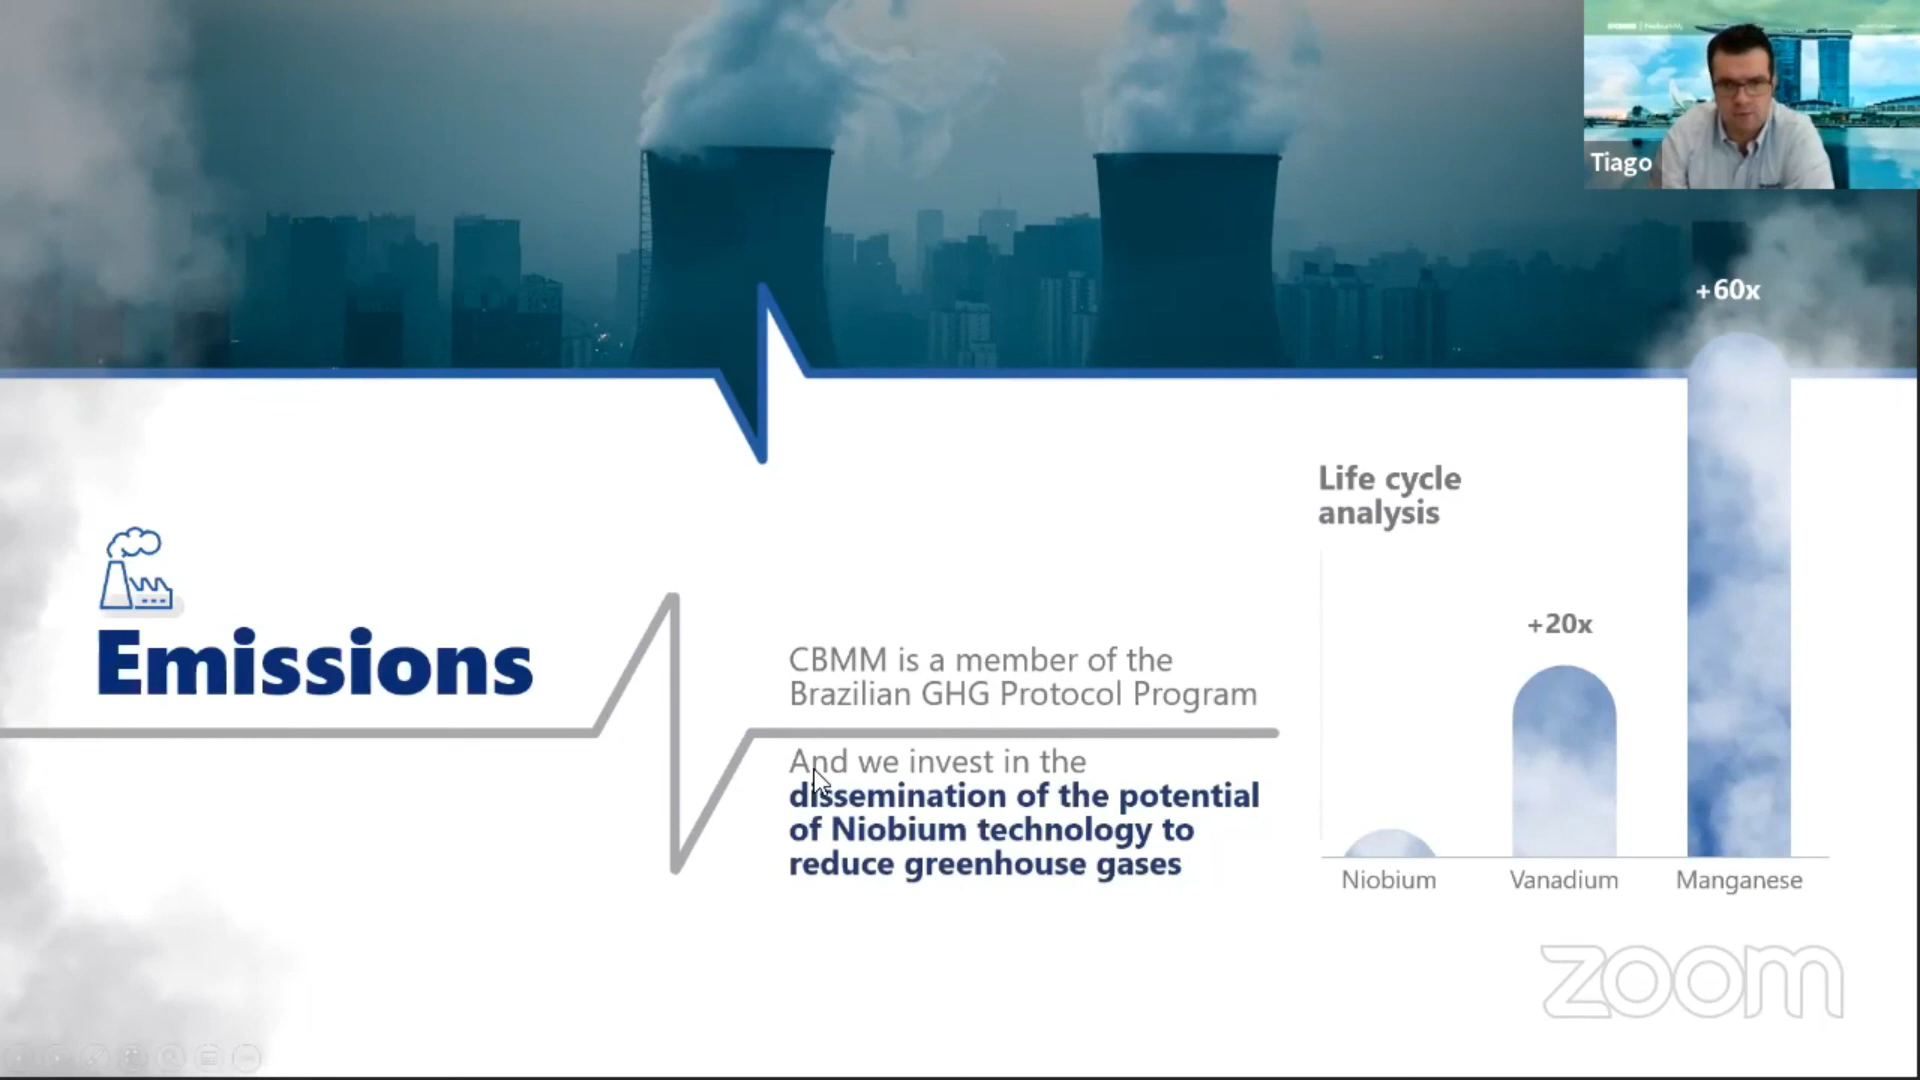 Tiago
+60x
Life cycle
analysis
+20x
Emissions
CBMM is a member of the
Brazilian GHG Protocol Program
And we invest in the
dissemination of the potential
of Niobium technology to
reduce greenhouse gases
Niobium
Vanadium
Manganese
zoom